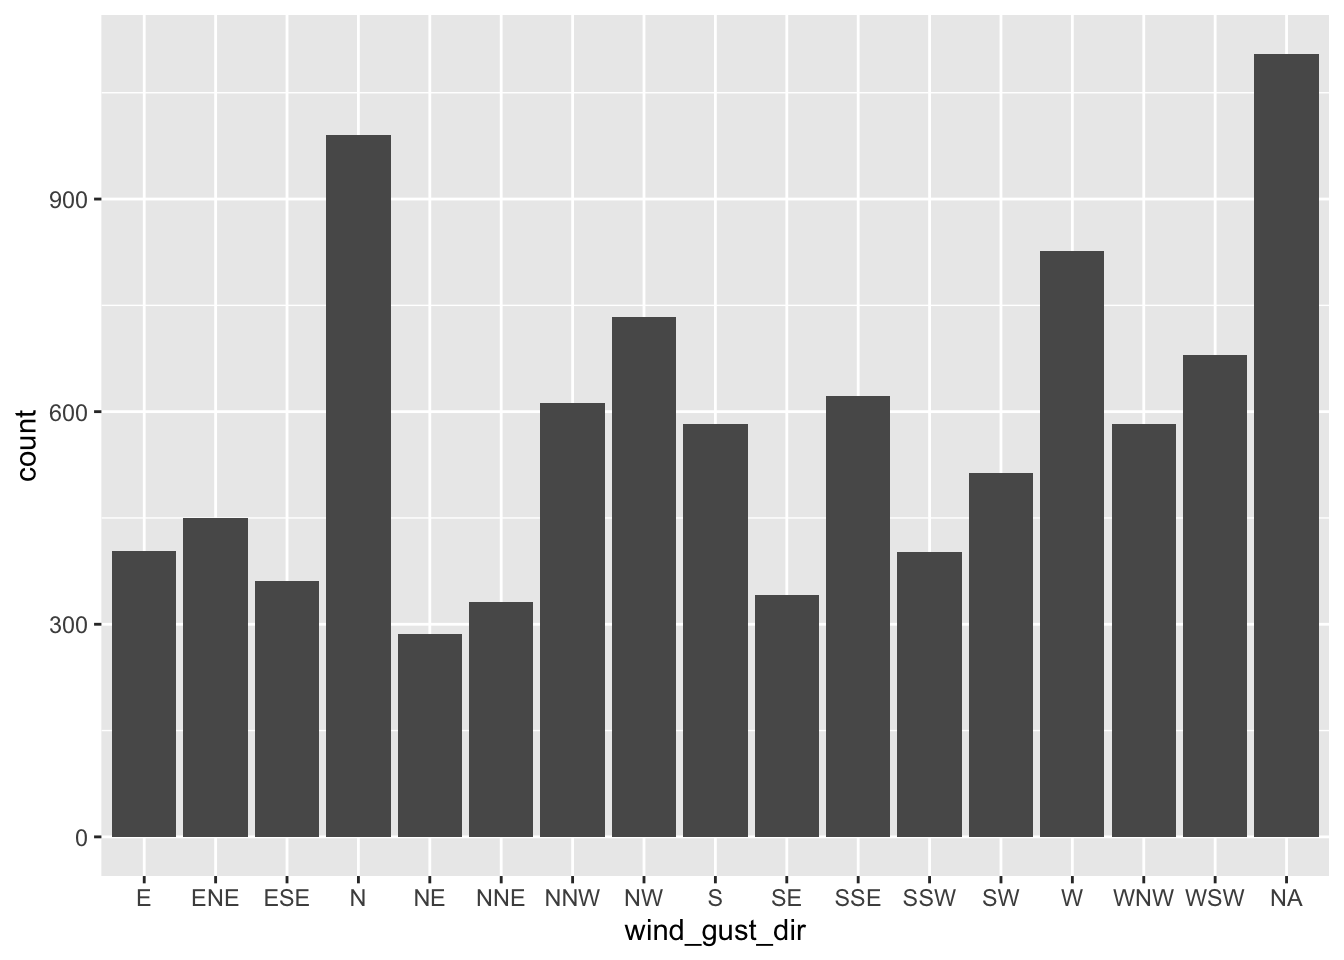 count
900
600
300
0
E ENE ESE N NE NNE NNW NW S SE SSE SSW SW W WNW WSW NA
wind_gust_dir